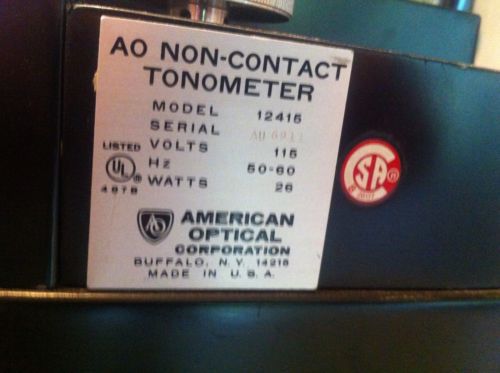 AO NON-CONTACT
TONOMETER
MODEL 12415
SERIAL
LISTED VOLTS 115
UL Hz 50-60
487B WATTS 26
AO AMERICAN
OPTICAL
CORPORATION
BUFFALO, N.Y. 14215
MADE IN U.S.A.
SA